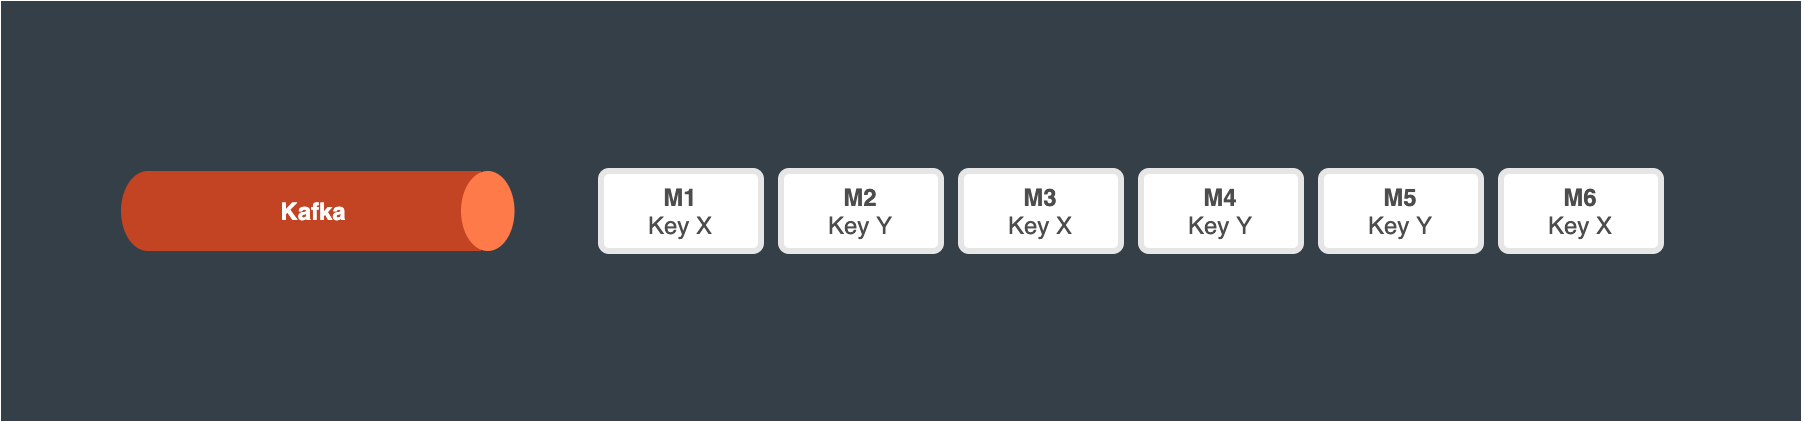 Kafka
M1
Key X
M2
Key Y
M3
Key X
M4
Key Y
M5
Key Y
M6
Key X